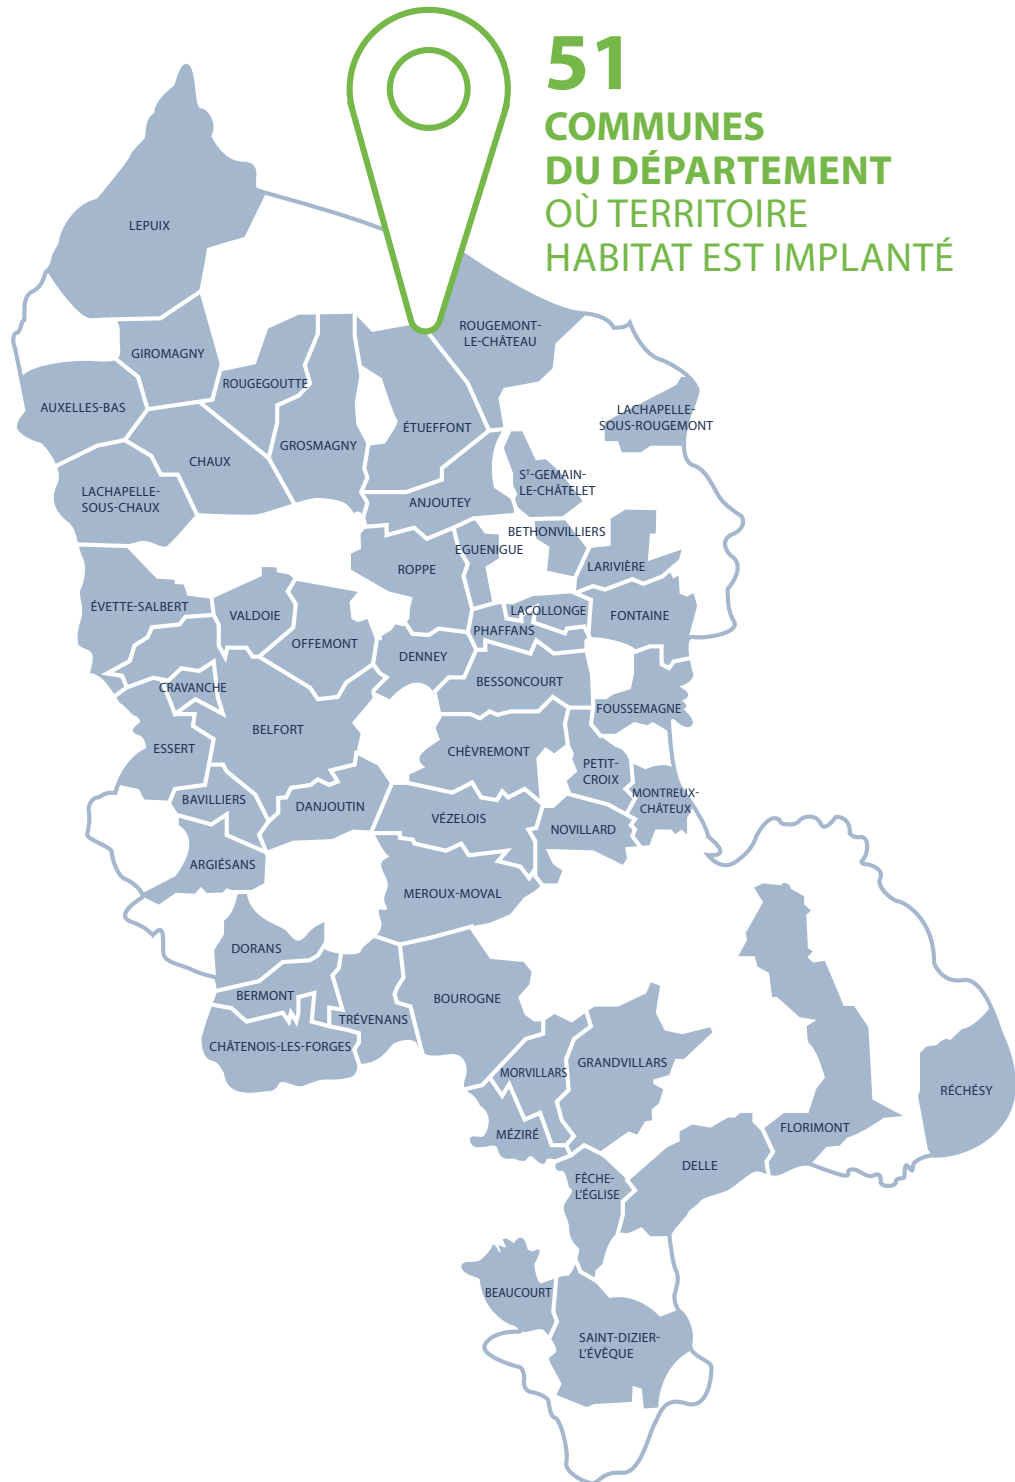 51
COMMUNES
DU DÉPARTEMENT
OÙ TERRITOIRE
HABITAT EST IMPLANTÉ
LEPUIX
ROUGEMONT-
LE-CHÂTEAU
GIROMAGNY
ROUGEGOUTTE
AUXELLES-BAS
LACHAPELLE-
SOUS-ROUGEMONT
ÉTUEFFONT
GROSMAGNY
CHAUX
Sᵀ-GEMAIN-
LE-CHÂTELET
LACHAPELLE-
SOUS-CHAUX
ANJOUTEY
BETHONVILLIERS
EGUENIGUE
ROPPE
LARIVIÈRE
ÉVETTE-SALBERT
VALDOIE
LACOLLONGE
FONTAINE
PHAFFANS
OFFEMONT
DENNEY
BESSONCOURT
CRAVANCHE
FOUSSEMAGNE
BELFORT
ESSERT
CHÈVREMONT
PETIT-
CROIX
MONTREUX-
CHÂTEUX
BAVILLIERS
DANJOUTIN
VÉZELOIS
NOVILLARD
ARGIÉSANS
MEROUX-MOVAL
DORANS
BERMONT
BOUROGNE
TRÉVENANS
CHÂTENOIS-LES-FORGES
MORVILLARS
GRANDVILLARS
RÉCHÉSY
FLORIMONT
MÉZIRÉ
DELLE
FÊCHE-
L'ÉGLISE
BEAUCOURT
SAINT-DIZIER-
L'ÉVÊQUE